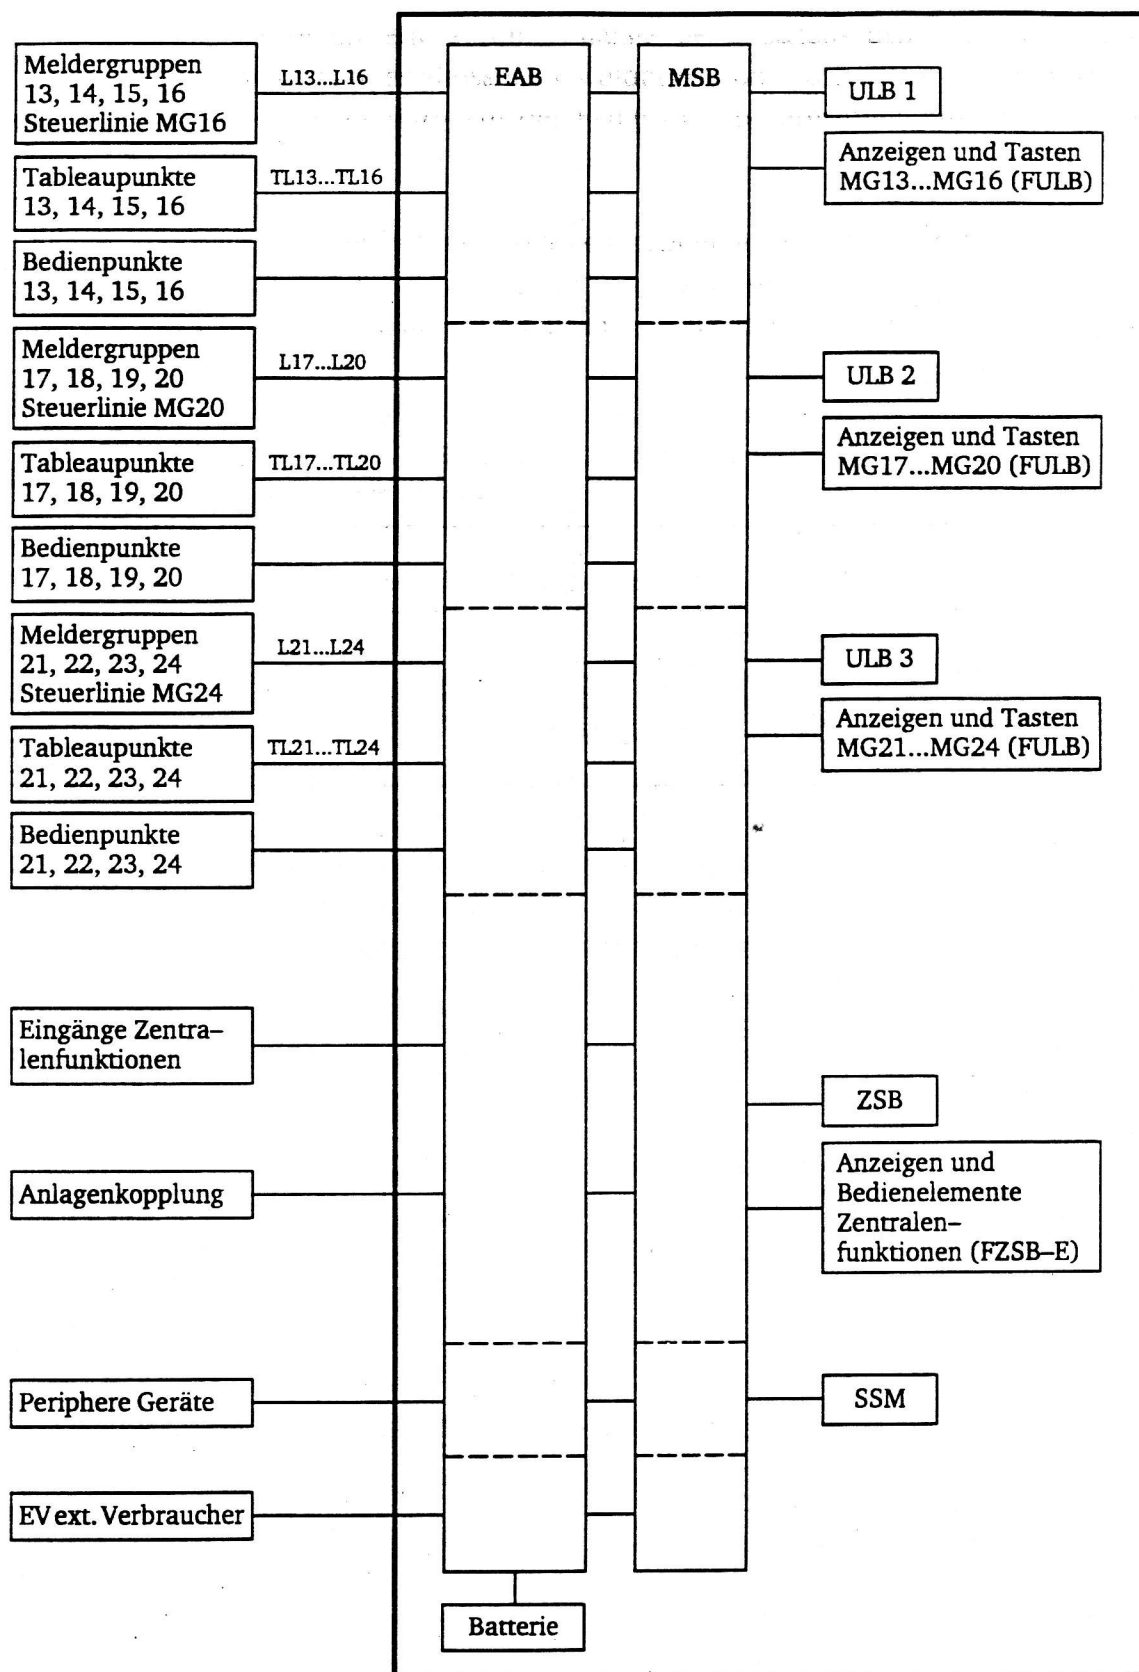 Meldergruppen
13, 14, 15, 16
Steuerlinie MG16
L13...L16
EAB
MSB
ULB 1
Anzeigen und Tasten
MG13...MG16 (FULB)
Tableaupunkte
13, 14, 15, 16
TL13...TL16
Bedienpunkte
13, 14, 15, 16
Meldergruppen
17, 18, 19, 20
Steuerlinie MG20
L17...L20
ULB 2
Anzeigen und Tasten
MG17...MG20 (FULB)
Tableaupunkte
17, 18, 19, 20
TL17...TL20
Bedienpunkte
17, 18, 19, 20
Meldergruppen
21, 22, 23, 24
Steuerlinie MG24
L21...L24
ULB 3
Anzeigen und Tasten
MG21...MG24 (FULB)
Tableaupunkte
21, 22, 23, 24
TL21...TL24
Bedienpunkte
21, 22, 23, 24
Eingänge Zentra–
lenfunktionen
ZSB
Anlagenkopplung
Anzeigen und
Bedienelemente
Zentralen–
funktionen (FZSB–E)
Periphere Geräte
SSM
EV ext. Verbraucher
Batterie